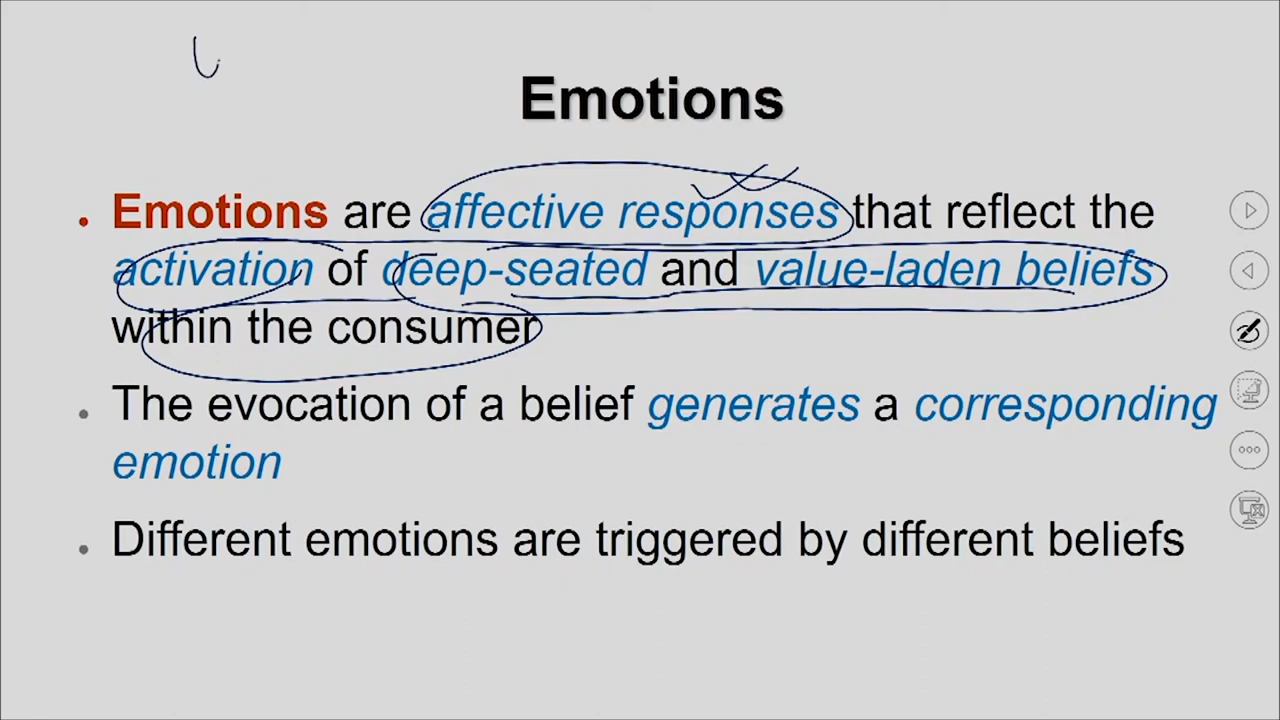 Emotions
Emotions are affective responses that reflect the
activation of deep-seated and value-laden beliefs
within the consumer
The evocation of a belief generates a corresponding
emotion
Different emotions are triggered by different beliefs